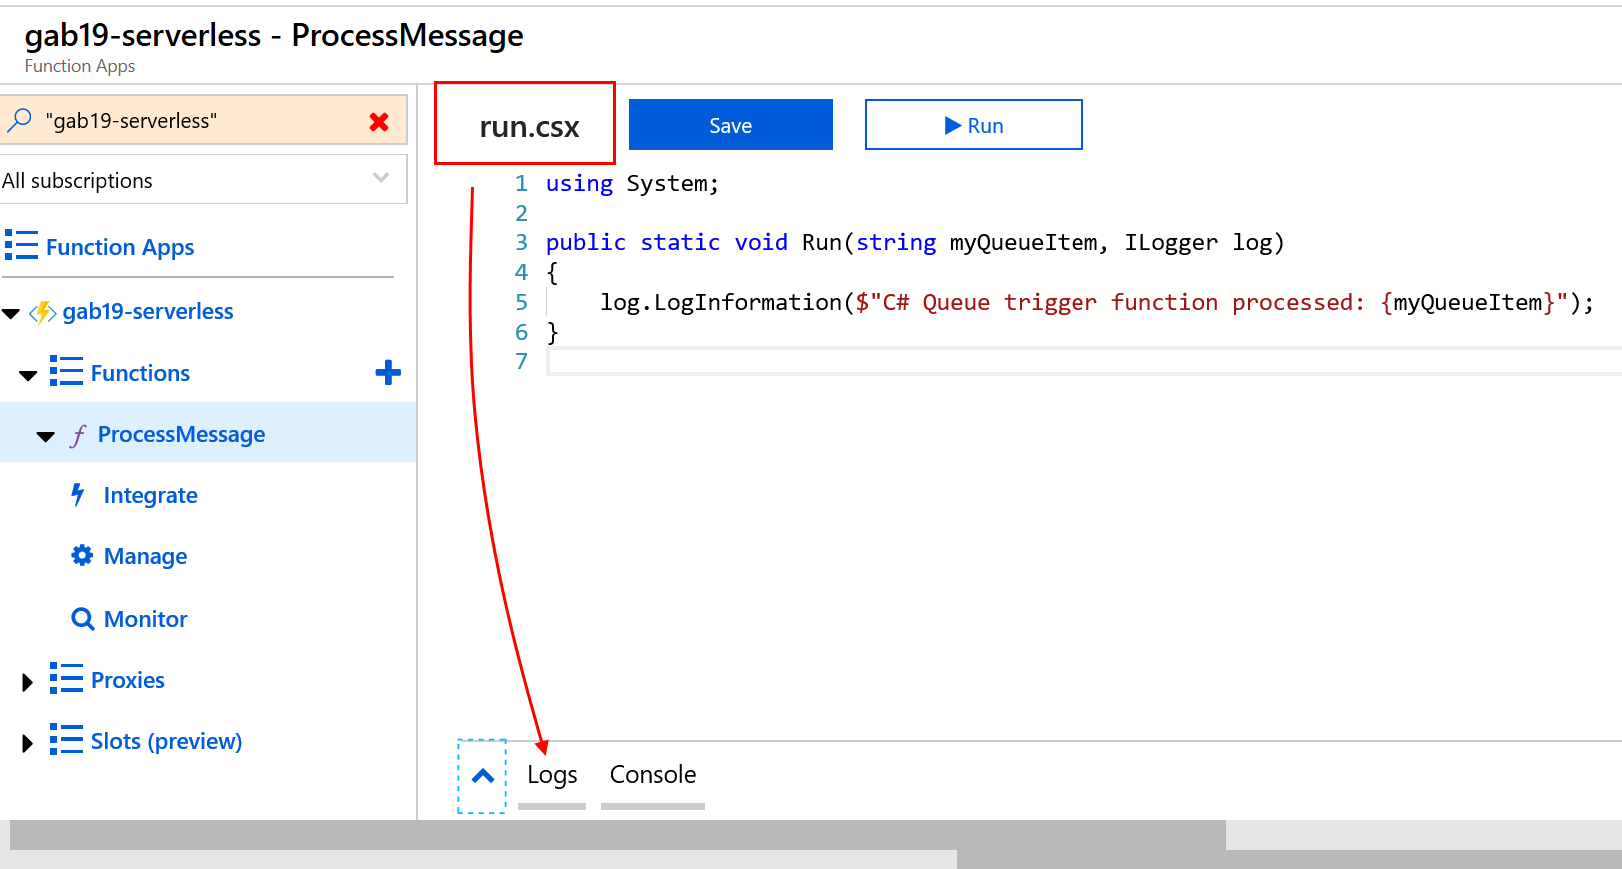 gab19-serverless - ProcessMessage
Function Apps
"gab19-serverless"
All subscriptions
Function Apps
gab19-serverless
Functions
ProcessMessage
Integrate
Manage
Monitor
Proxies
Slots (preview)
run.csx
Save
Run
1 using System;
2
3 public static void Run(string myQueueItem, ILogger log)
4 {
5     log.LogInformation($"C# Queue trigger function processed: {myQueueItem}");
6 }
7
Logs Console